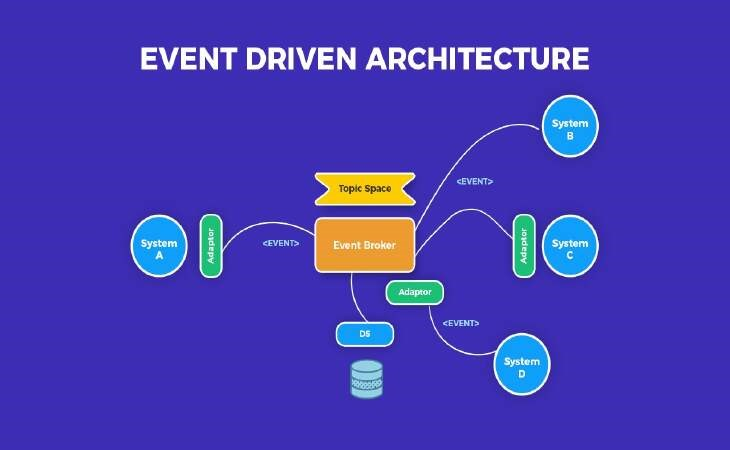 EVENT DRIVEN ARCHITECTURE
System
B
Topic Space
<EVENT>
System
A
Adaptor
<EVENT>
Event Broker
Adaptor
System
C
Adaptor
<EVENT>
DS
System
D